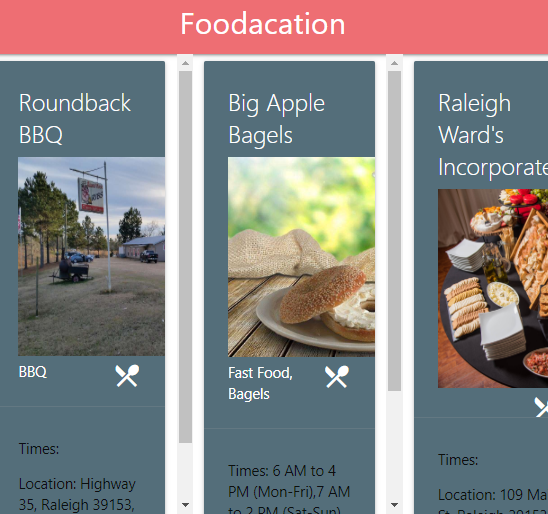 Foodacation
Roundback
BBQ
BBQ
Times:
Location: Highway
35, Raleigh 39153,
Big Apple
Bagels
Fast Food,
Bagels
Times: 6 AM to 4
PM (Mon-Fri),7 AM
to 2 PM (Sat-Sun)
Raleigh
Ward's
Incorporate
Times:
Location: 109 Ma
St, Raleigh 39153